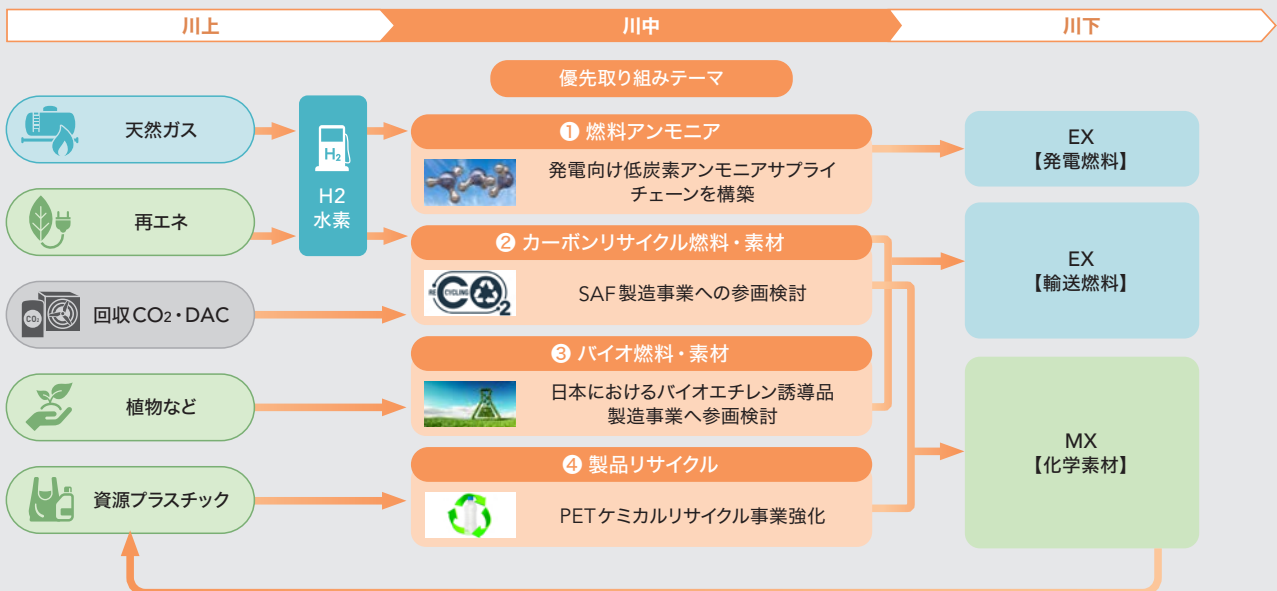 川上
川中
川下
優先取り組みテーマ
天然ガス
再エネ
CO₂
回収CO₂・DAC
植物など
資源プラスチック
H₂
H2
水素
❶ 燃料アンモニア
発電向け低炭素アンモニアサプライ
チェーンを構築
❷ カーボンリサイクル燃料・素材
RE CYCLING
CO2
SAF製造事業への参画検討
❸ バイオ燃料・素材
日本におけるバイオエチレン誘導品
製造事業へ参画検討
❹ 製品リサイクル
PETケミカルリサイクル事業強化
EX
【発電燃料】
EX
【輸送燃料】
MX
【化学素材】